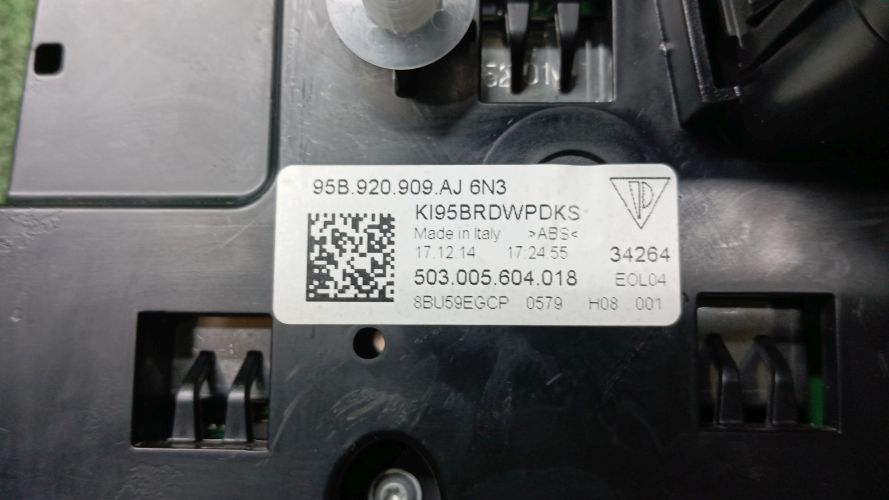 95B.920.909.AJ 6N3
KI95BRDWPDKS
Made in Italy >ABS<
17.12.14 17:24:55 34264
503.005.604.018 EOL04
8BU59EGCP 0579 H08 001